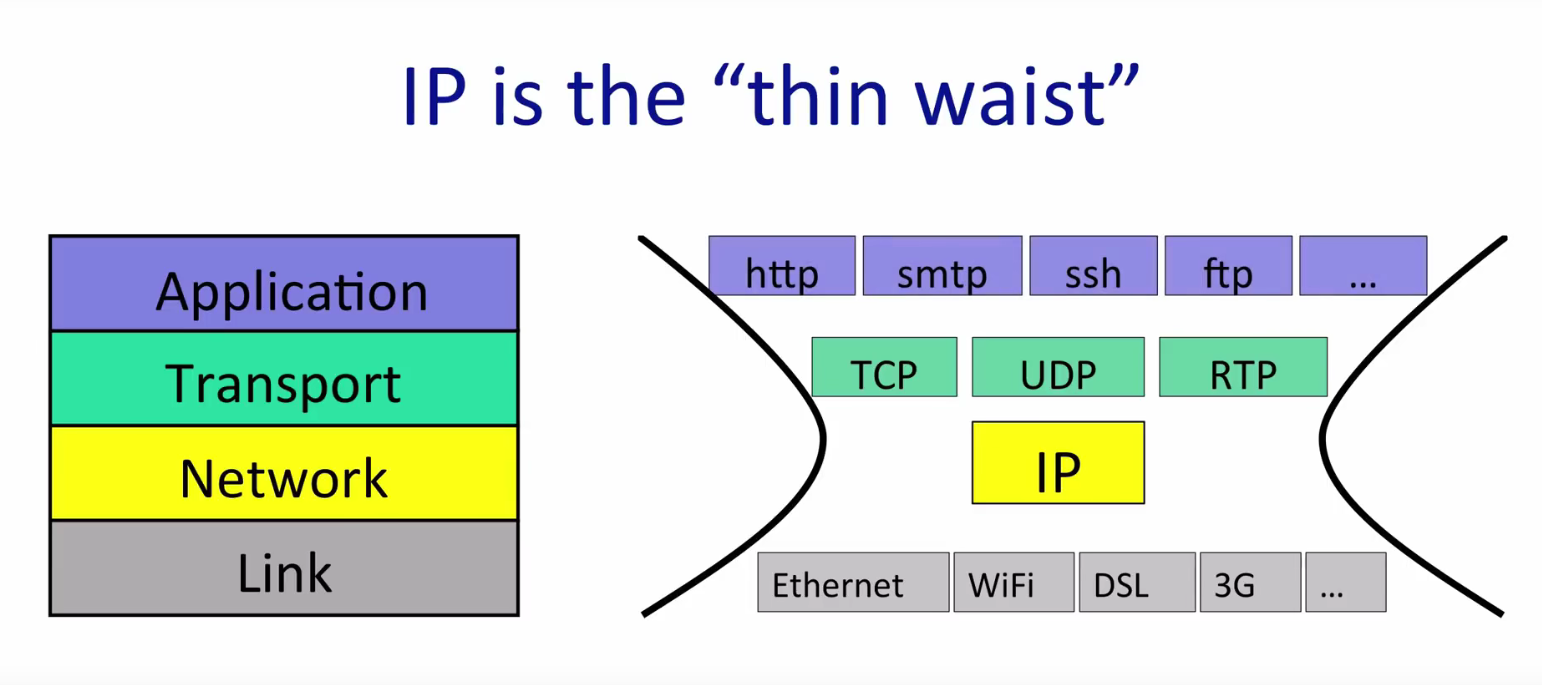 IP is the “thin waist”
Application
Transport
Network
Link
http smtp ssh ftp ...
TCP UDP RTP
IP
Ethernet WiFi DSL 3G ...